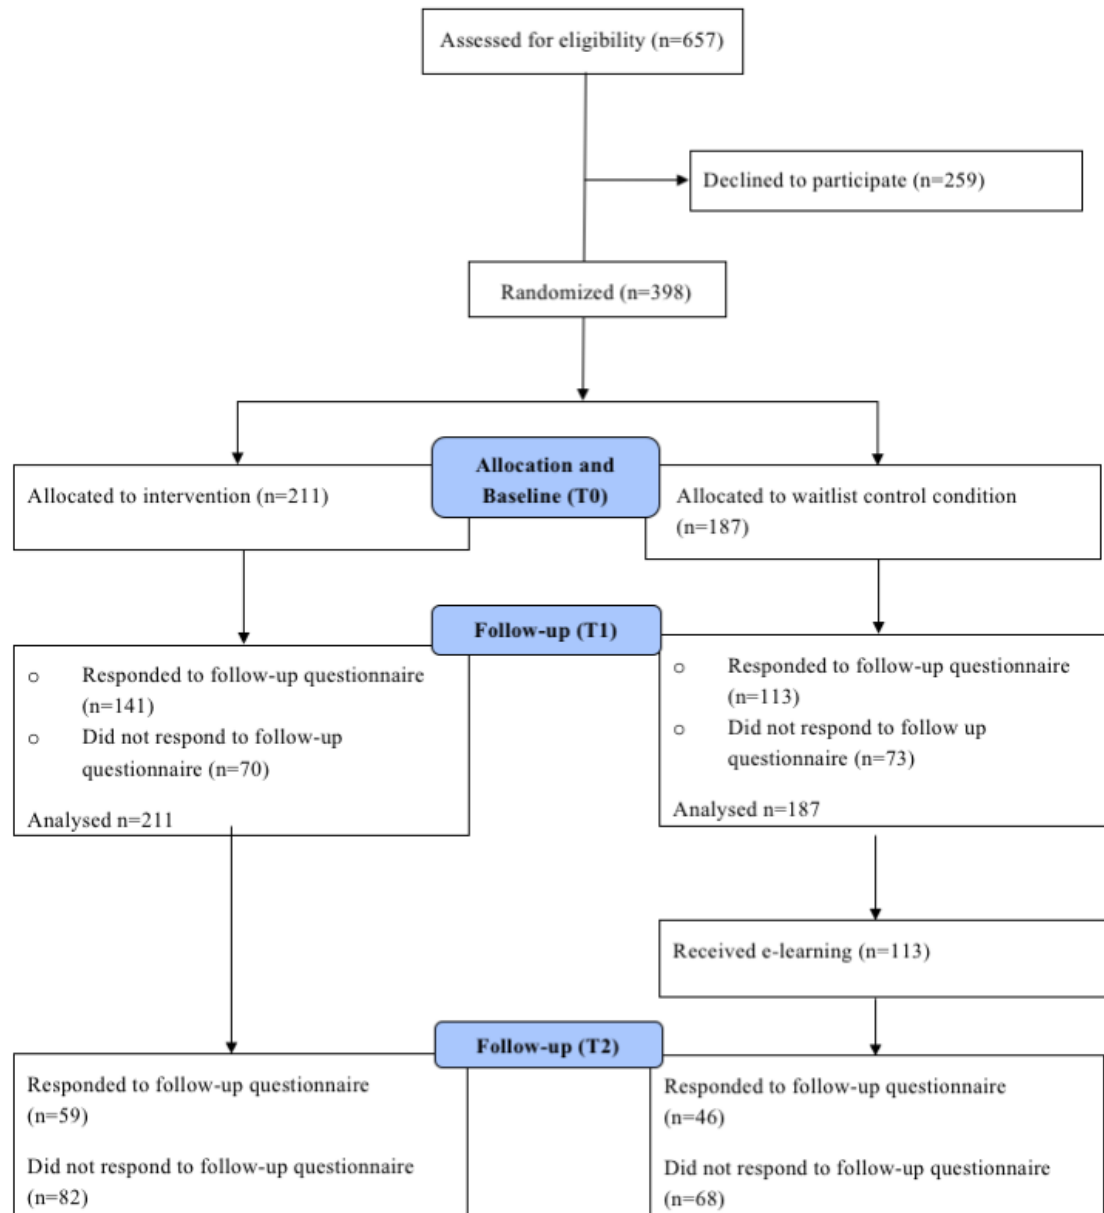 Assessed for eligibility (n=657)
Declined to participate (n=259)
Randomized (n=398)
Allocation and
Baseline (T0)
Allocated to intervention (n=211)
Allocated to waitlist control condition
(n=187)
Follow-up (T1)
o Responded to follow-up questionnaire
(n=141)
o Did not respond to follow-up
questionnaire (n=70)
Analysed n=211
o Responded to follow-up questionnaire
(n=113)
o Did not respond to follow up
questionnaire (n=73)
Analysed n=187
Received e-learning (n=113)
Follow-up (T2)
Responded to follow-up questionnaire
(n=59)
Did not respond to follow-up questionnaire
(n=82)
Responded to follow-up questionnaire
(n=46)
Did not respond to follow-up questionnaire
(n=68)